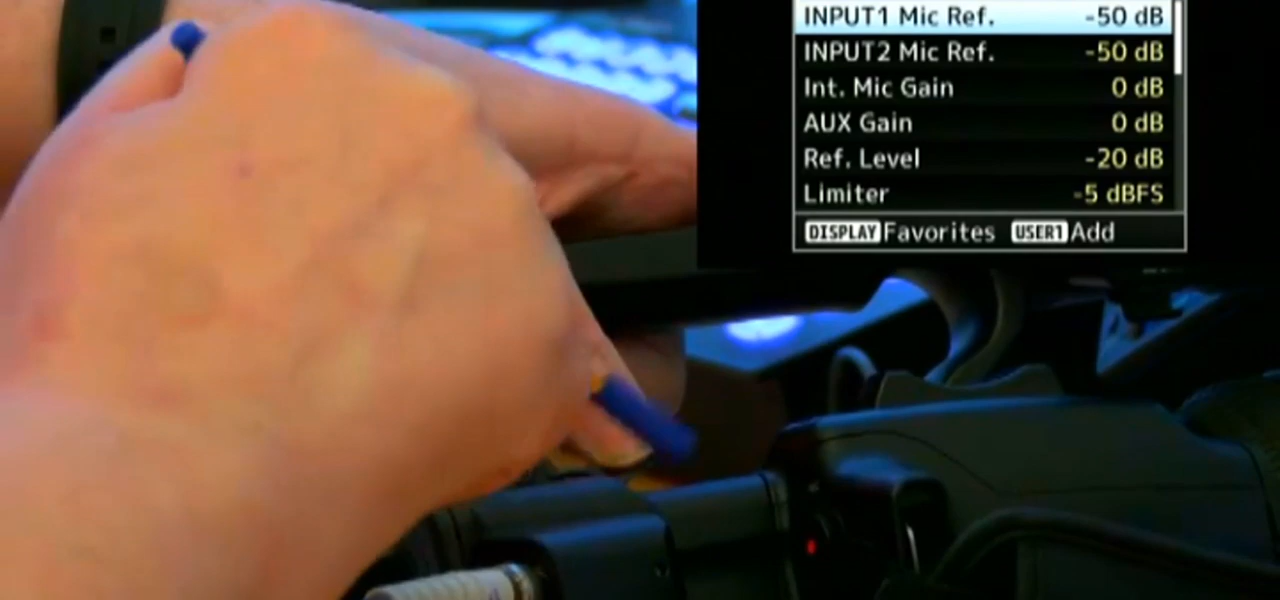 INPUT1 Mic Ref. -50 dB
INPUT2 Mic Ref. -50 dB
Int. Mic Gain 0 dB
AUX Gain 0 dB
Ref. Level -20 dB
Limiter -5 dBFS
DISPLAY Favorites USER1 Add